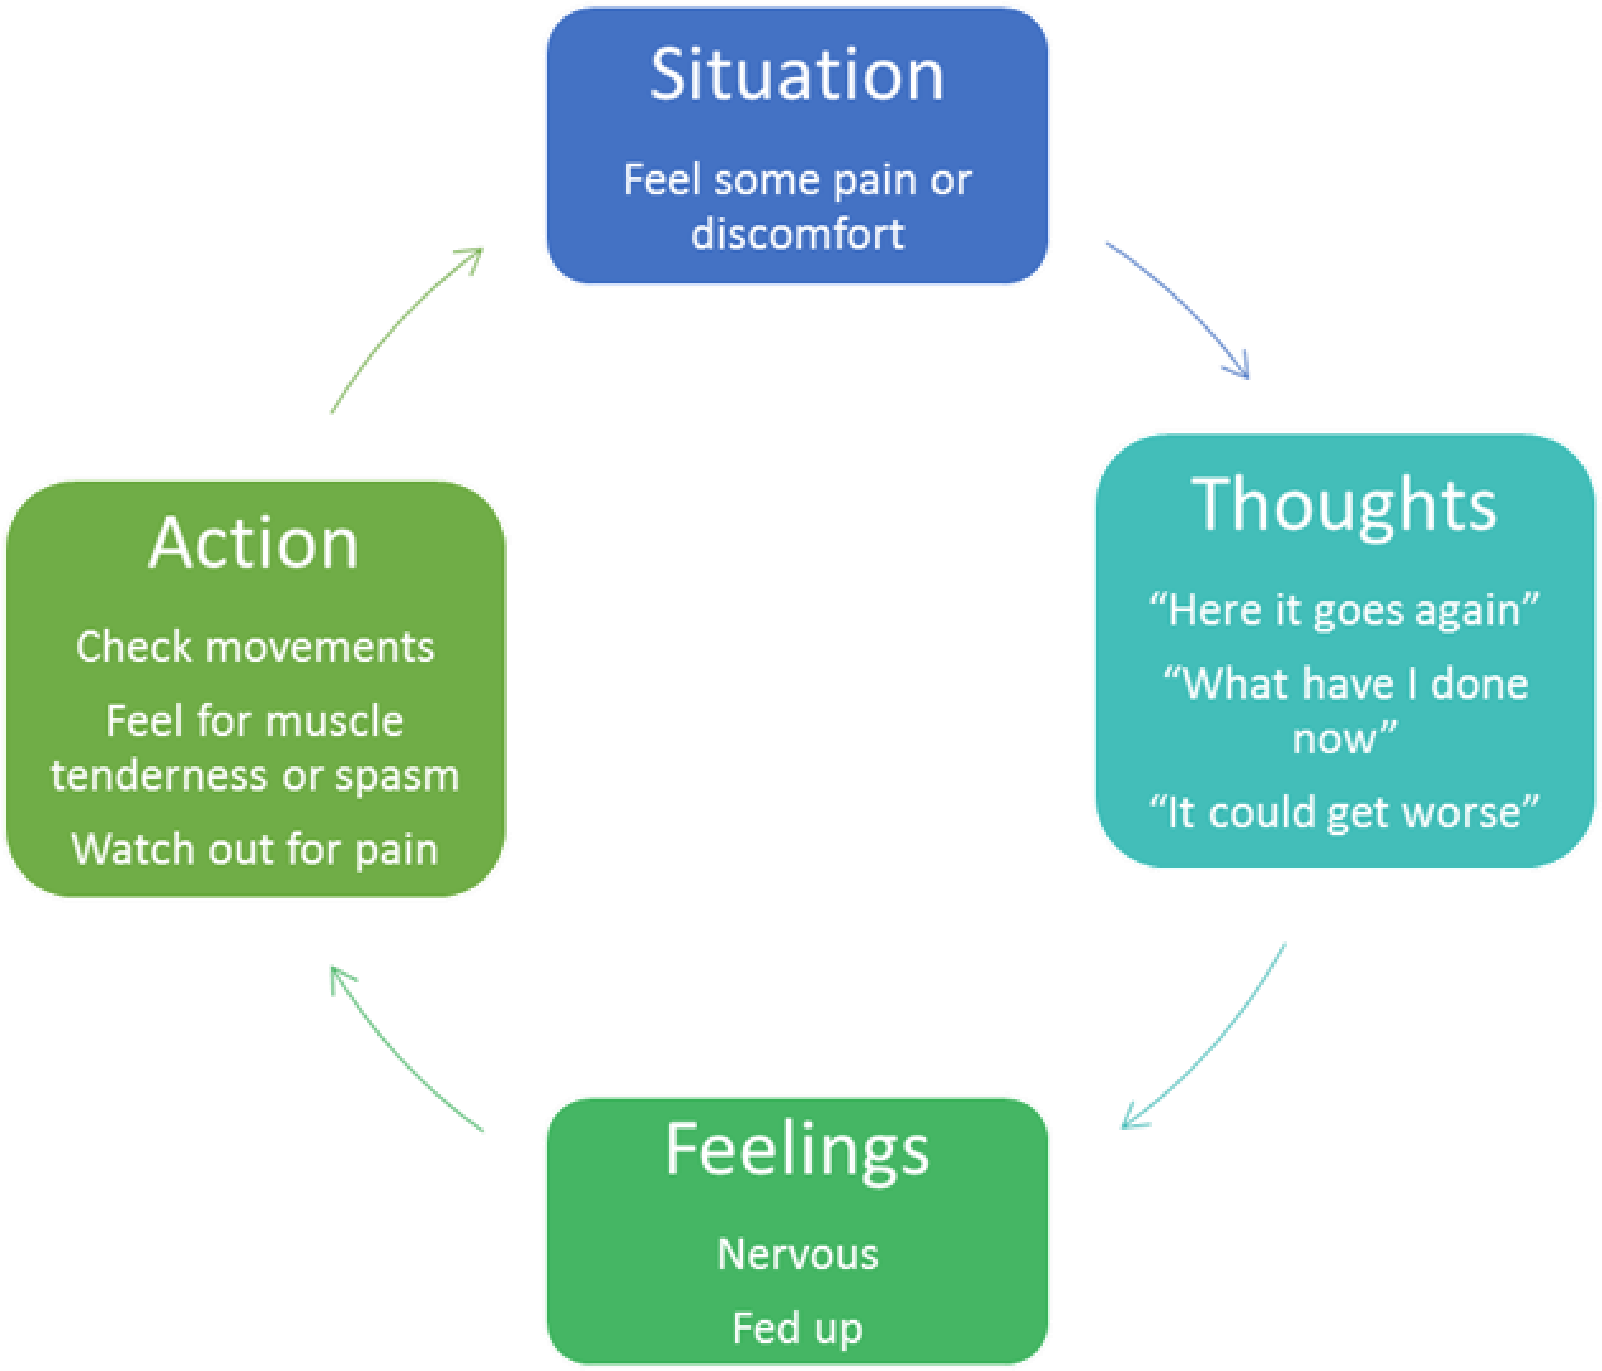 Situation
Feel some pain or
discomfort
Thoughts
“Here it goes again”
“What have I done
now”
“It could get worse”
Feelings
Nervous
Fed up
Action
Check movements
Feel for muscle
tenderness or spasm
Watch out for pain